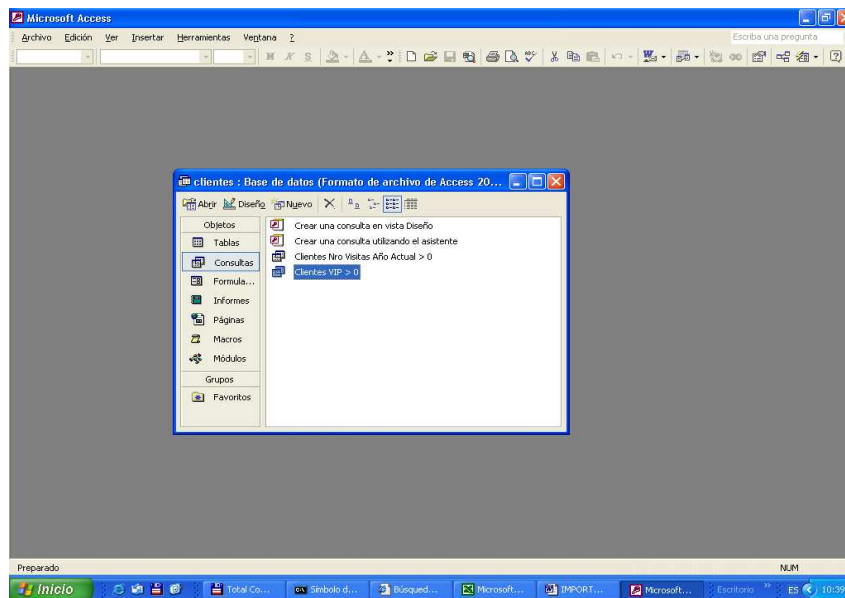 Microsoft Access
Archivo Edición Ver Insertar Herramientas Ventana ?
Escriba una pregunta
N K S
clientes : Base de datos (Formato de archivo de Access 20...
Abrir Diseño Nuevo
Objetos
Tablas
Consultas
Formula...
Informes
Páginas
Macros
Módulos
Grupos
Favoritos
Crear una consulta en vista Diseño
Crear una consulta utilizando el asistente
Clientes Nro Visitas Año Actual > 0
Clientes VIP > 0
Preparado
NUM
Inicio
Total Co...
Símbolo d...
Búsqued...
Microsoft...
IMPORT...
Microsoft...
Escritorio »
ES
10:39